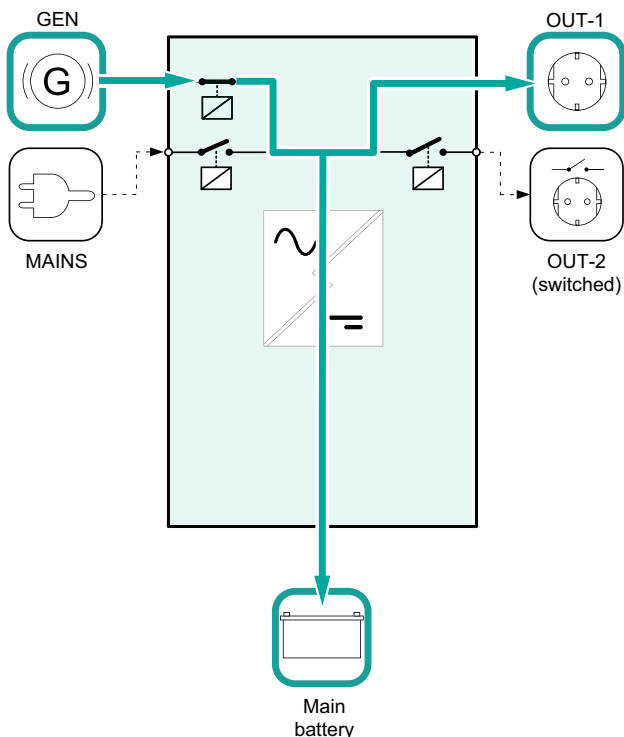 GEN
OUT-1
G
MAINS
OUT-2
(switched)
Main
battery